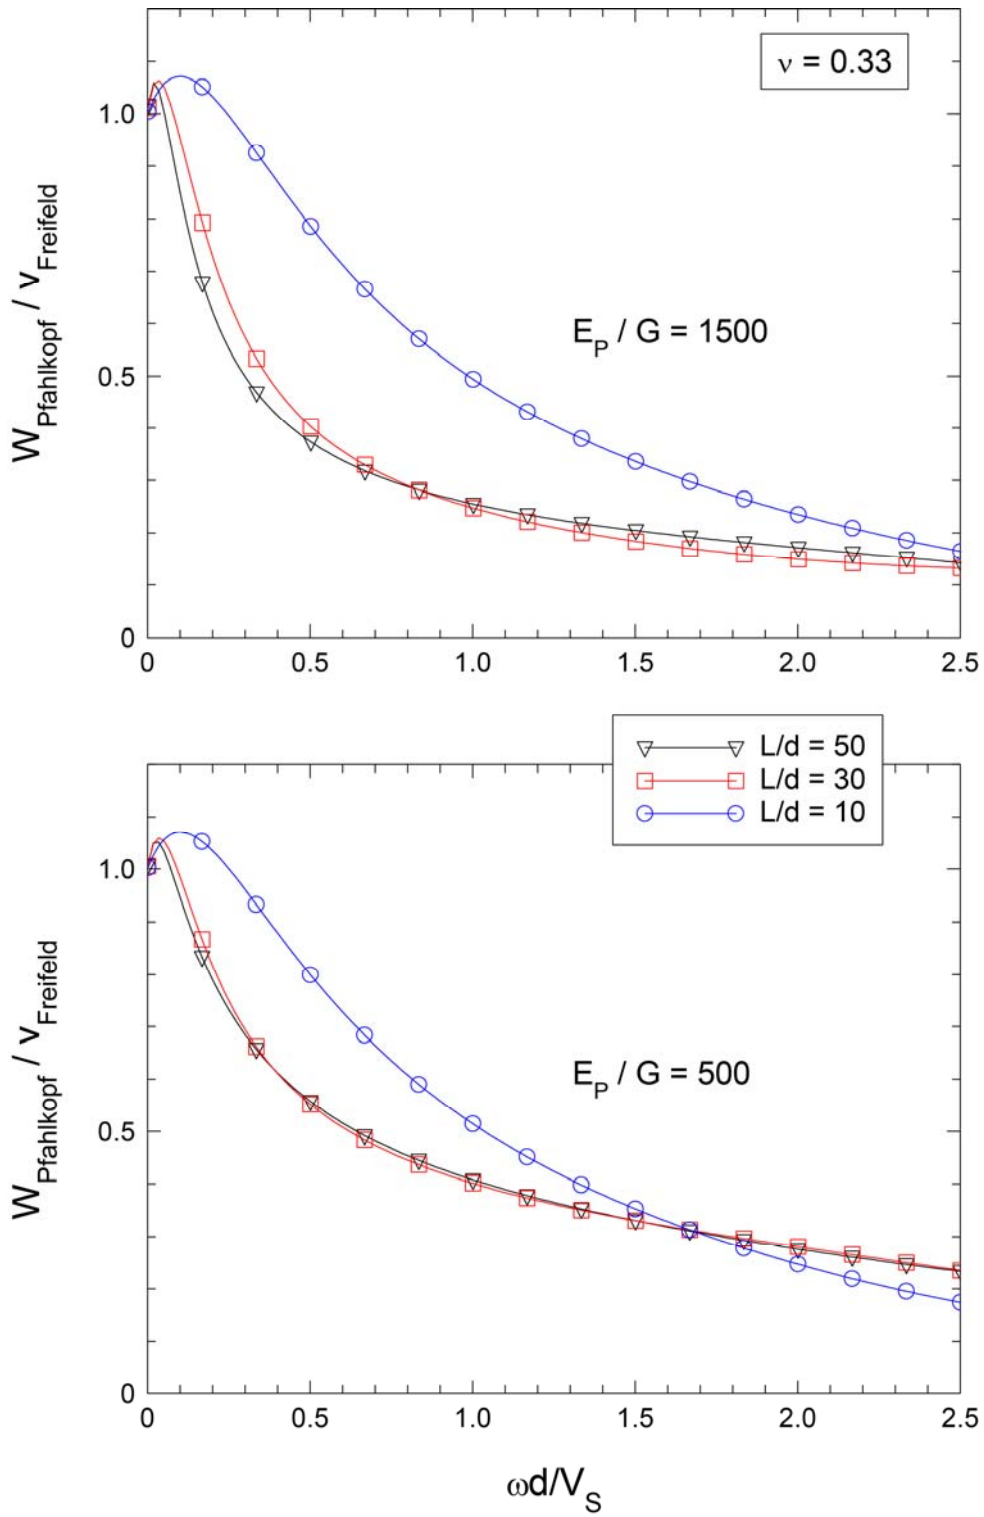 ν = 0.33
1.0
0.5
0
W_Pfahlkopf / v_Freifeld
E_P / G = 1500
0 0.5 1.0 1.5 2.0 2.5
L/d = 50
L/d = 30
L/d = 10
1.0
0.5
0
W_Pfahlkopf / v_Freifeld
E_P / G = 500
0 0.5 1.0 1.5 2.0 2.5
ωd/V_S